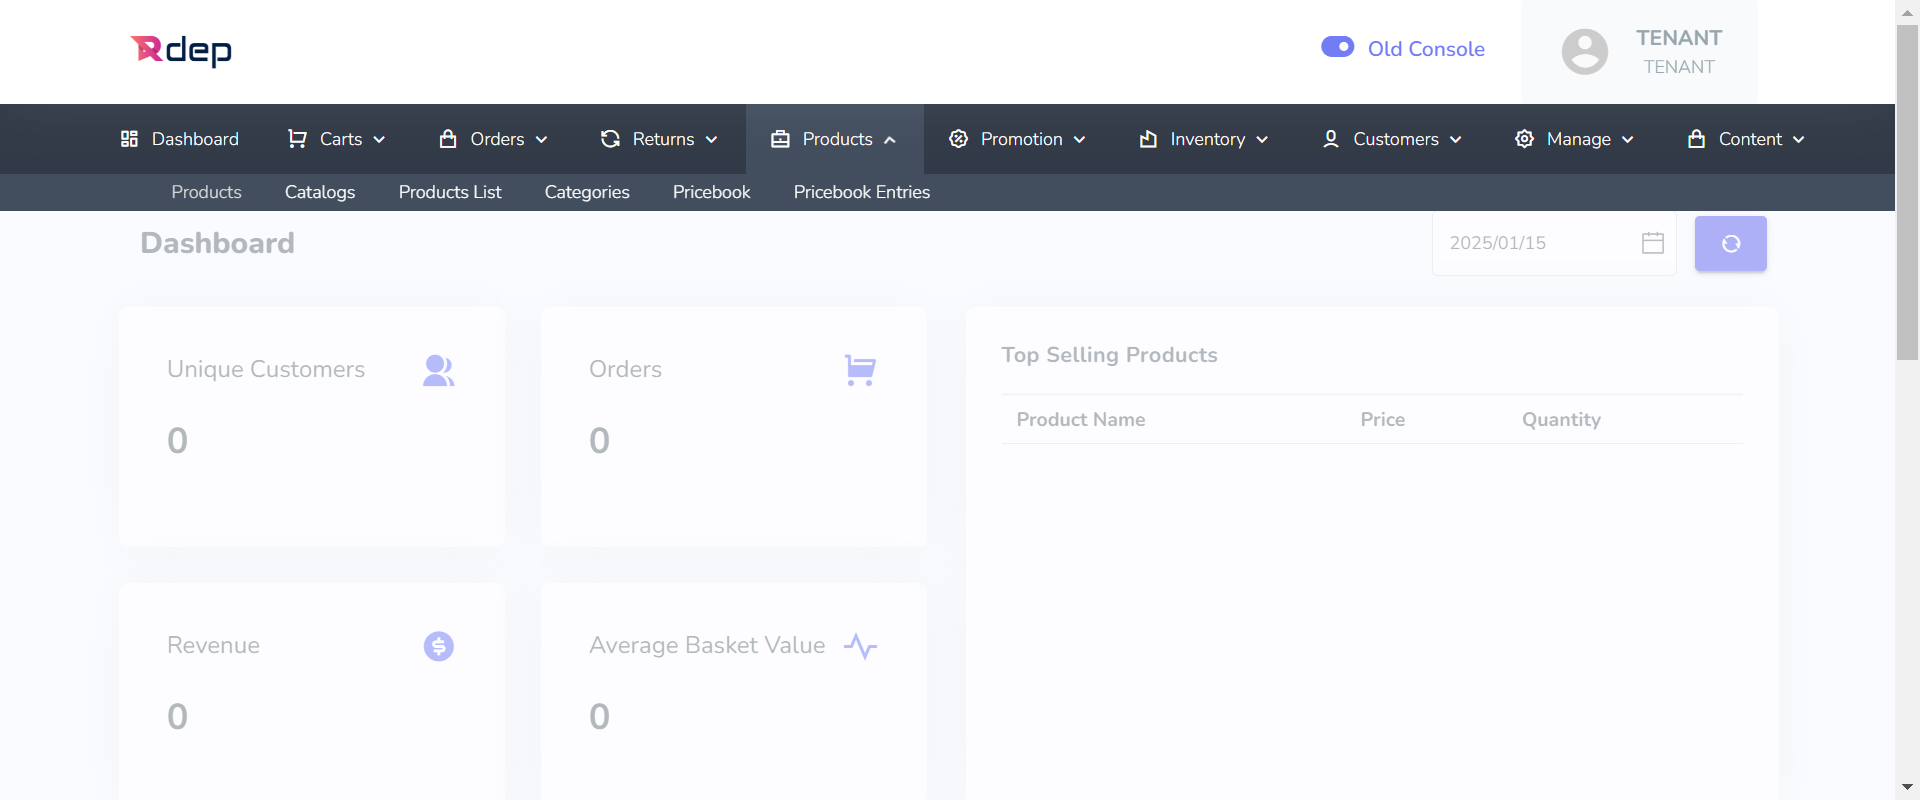 Rdep
Old Console
TENANT
TENANT
Dashboard Carts Orders Returns Products Promotion Inventory Customers Manage Content
Products Catalogs Products List Categories Pricebook Pricebook Entries
Dashboard
2025/01/15
Unique Customers
0
Orders
0
Top Selling Products
Product Name Price Quantity
Revenue
0
Average Basket Value
0